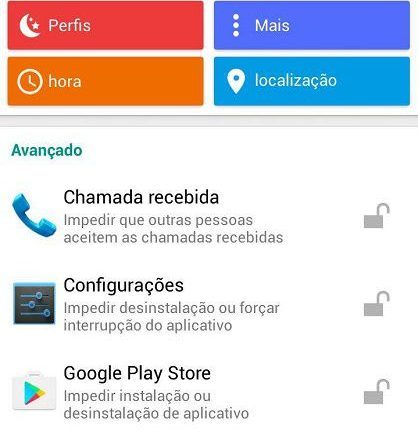 Perfis
Mais
hora
localização
Avançado
Chamada recebida
Impedir que outras pessoas
aceitem as chamadas recebidas
Configurações
Impedir desinstalação ou forçar
interrupção do aplicativo
Google Play Store
Impedir instalação ou
desinstalação de aplicativo